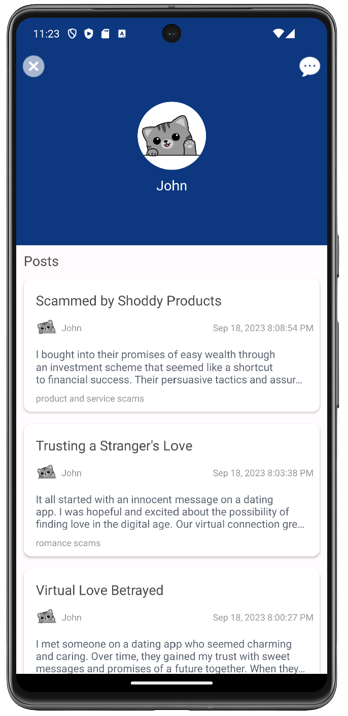 11:23
John
Posts
Scammed by Shoddy Products
John Sep 18, 2023 8:08:54 PM
I bought into their promises of easy wealth through
an investment scheme that seemed like a shortcut
to financial success. Their persuasive tactics and assur...
product and service scams
Trusting a Stranger's Love
John Sep 18, 2023 8:03:38 PM
It all started with an innocent message on a dating
app. I was hopeful and excited about the possibility of
finding love in the digital age. Our virtual connection gre...
romance scams
Virtual Love Betrayed
John Sep 18, 2023 8:00:27 PM
I met someone on a dating app who seemed charming
and caring. Over time, they gained my trust with sweet
messages and promises of a future together. When they...